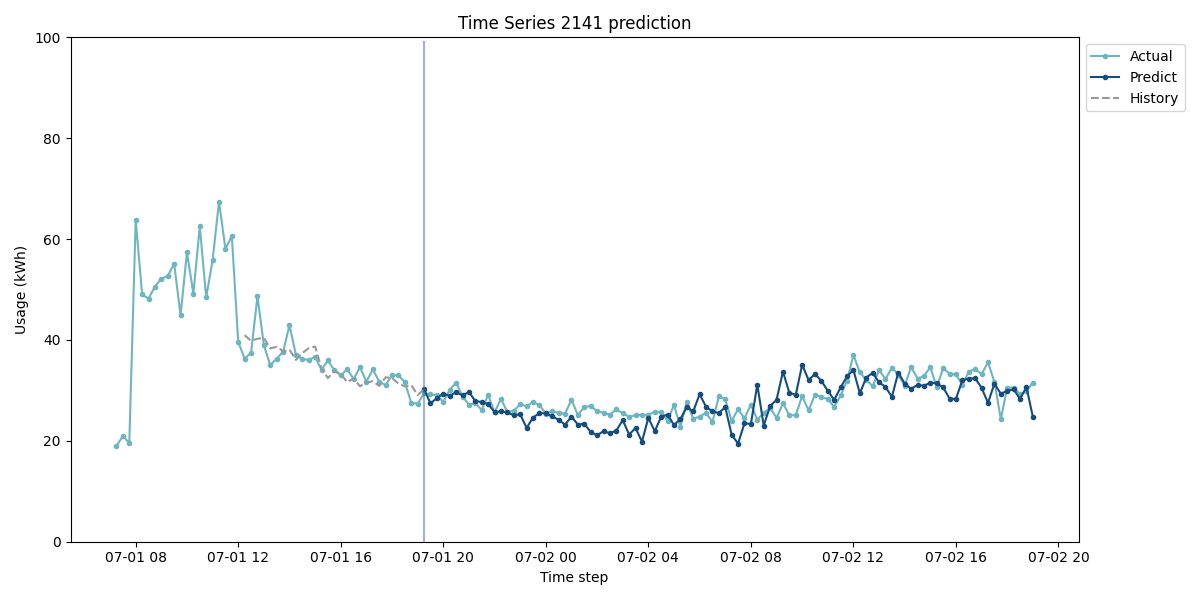 Time Series 2141 prediction
100
80
60
40
20
0
Usage (kWh)
07-01 08
07-01 12
07-01 16
07-01 20
07-02 00
07-02 04
07-02 08
07-02 12
07-02 16
07-02 20
Time step
Actual
Predict
History